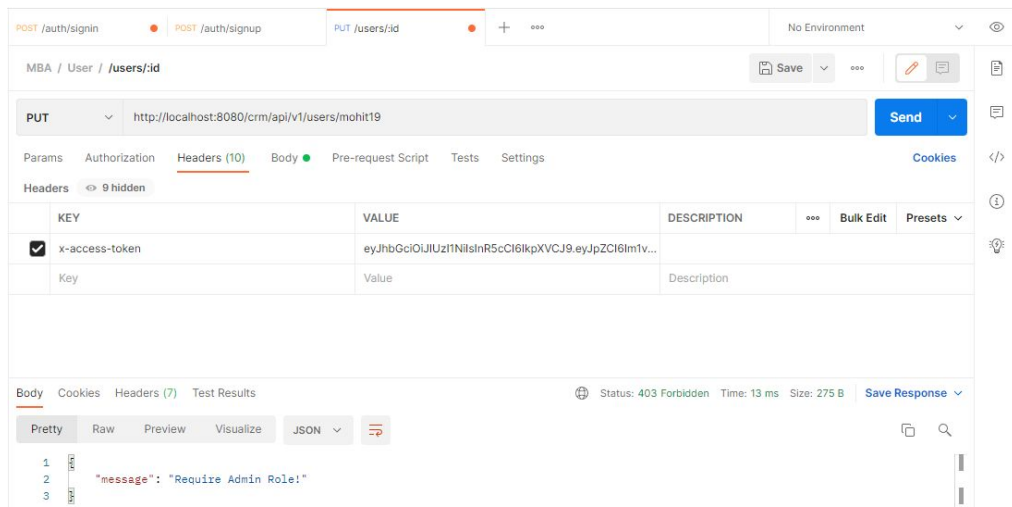 POST /auth/signin POST /auth/signup PUT /users/:id No Environment
MBA / User / /users/:id Save
PUT http://localhost:8080/crm/api/v1/users/mohit19 Send
Params Authorization Headers (10) Body Pre-request Script Tests Settings Cookies
Headers 9 hidden
KEY VALUE DESCRIPTION Bulk Edit Presets
x-access-token eyJhbGciOiJIUzI1NiIsInR5cCI6IkpXVCJ9.eyJpZCI6Im1v...
Key Value Description
Body Cookies Headers (7) Test Results Status: 403 Forbidden Time: 13 ms Size: 275 B Save Response
Pretty Raw Preview Visualize JSON
1 {
2 "message": "Require Admin Role!"
3 }